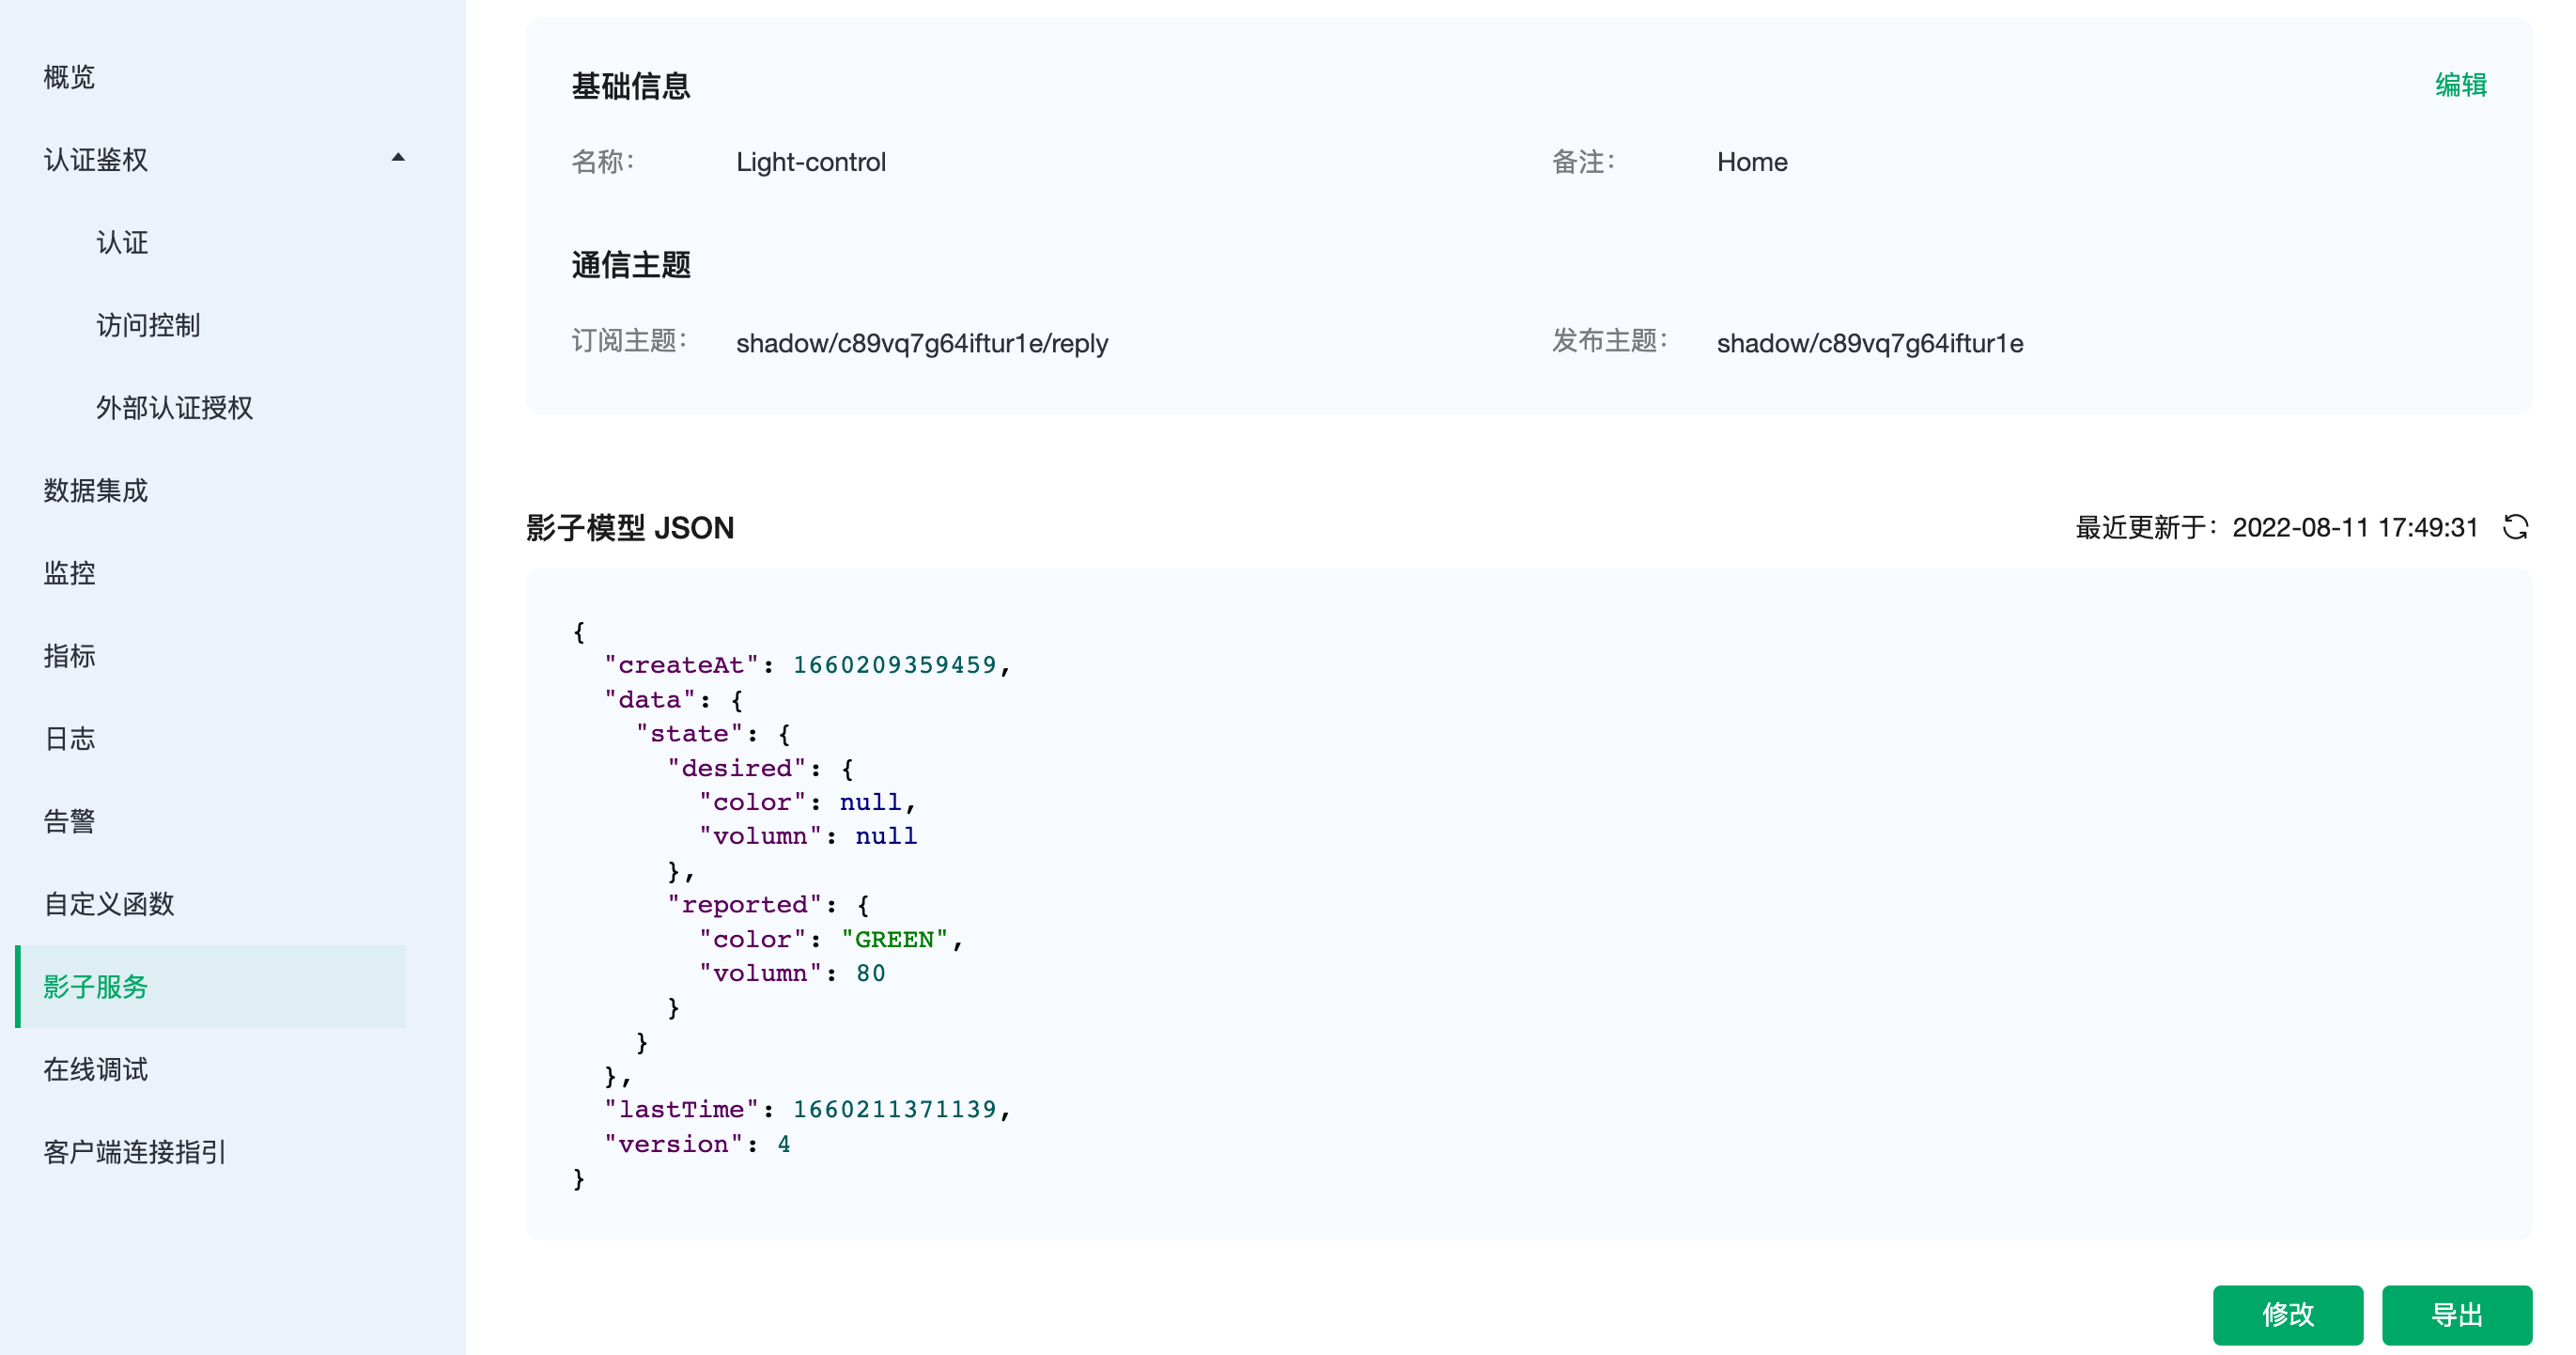 概览
认证鉴权
认证
访问控制
外部认证授权
数据集成
监控
指标
日志
告警
自定义函数
影子服务
在线调试
客户端连接指引
基础信息
编辑
名称： Light-control 备注： Home
通信主题
订阅主题： shadow/c89vq7g64iftur1e/reply 发布主题： shadow/c89vq7g64iftur1e
影子模型 JSON
最近更新于：2022-08-11 17:49:31
{
"createAt": 1660209359459,
"data": {
"state": {
"desired": {
"color": null,
"volumn": null
},
"reported": {
"color": "GREEN",
"volumn": 80
}
}
},
"lastTime": 1660211371139,
"version": 4
}
修改
导出